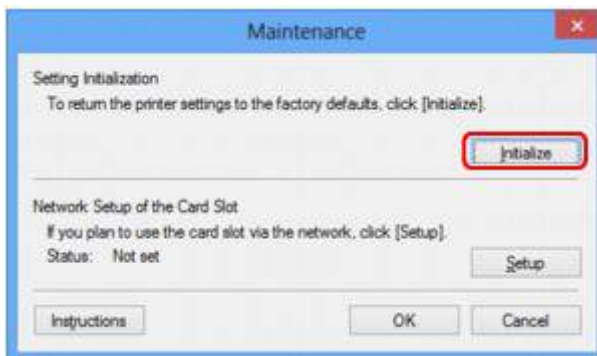 Maintenance
Setting Initialization
To return the printer settings to the factory defaults, click [Initialize].
Initialize
Network Setup of the Card Slot
If you plan to use the card slot via the network, click [Setup].
Status: Not set
Setup
Instructions OK Cancel